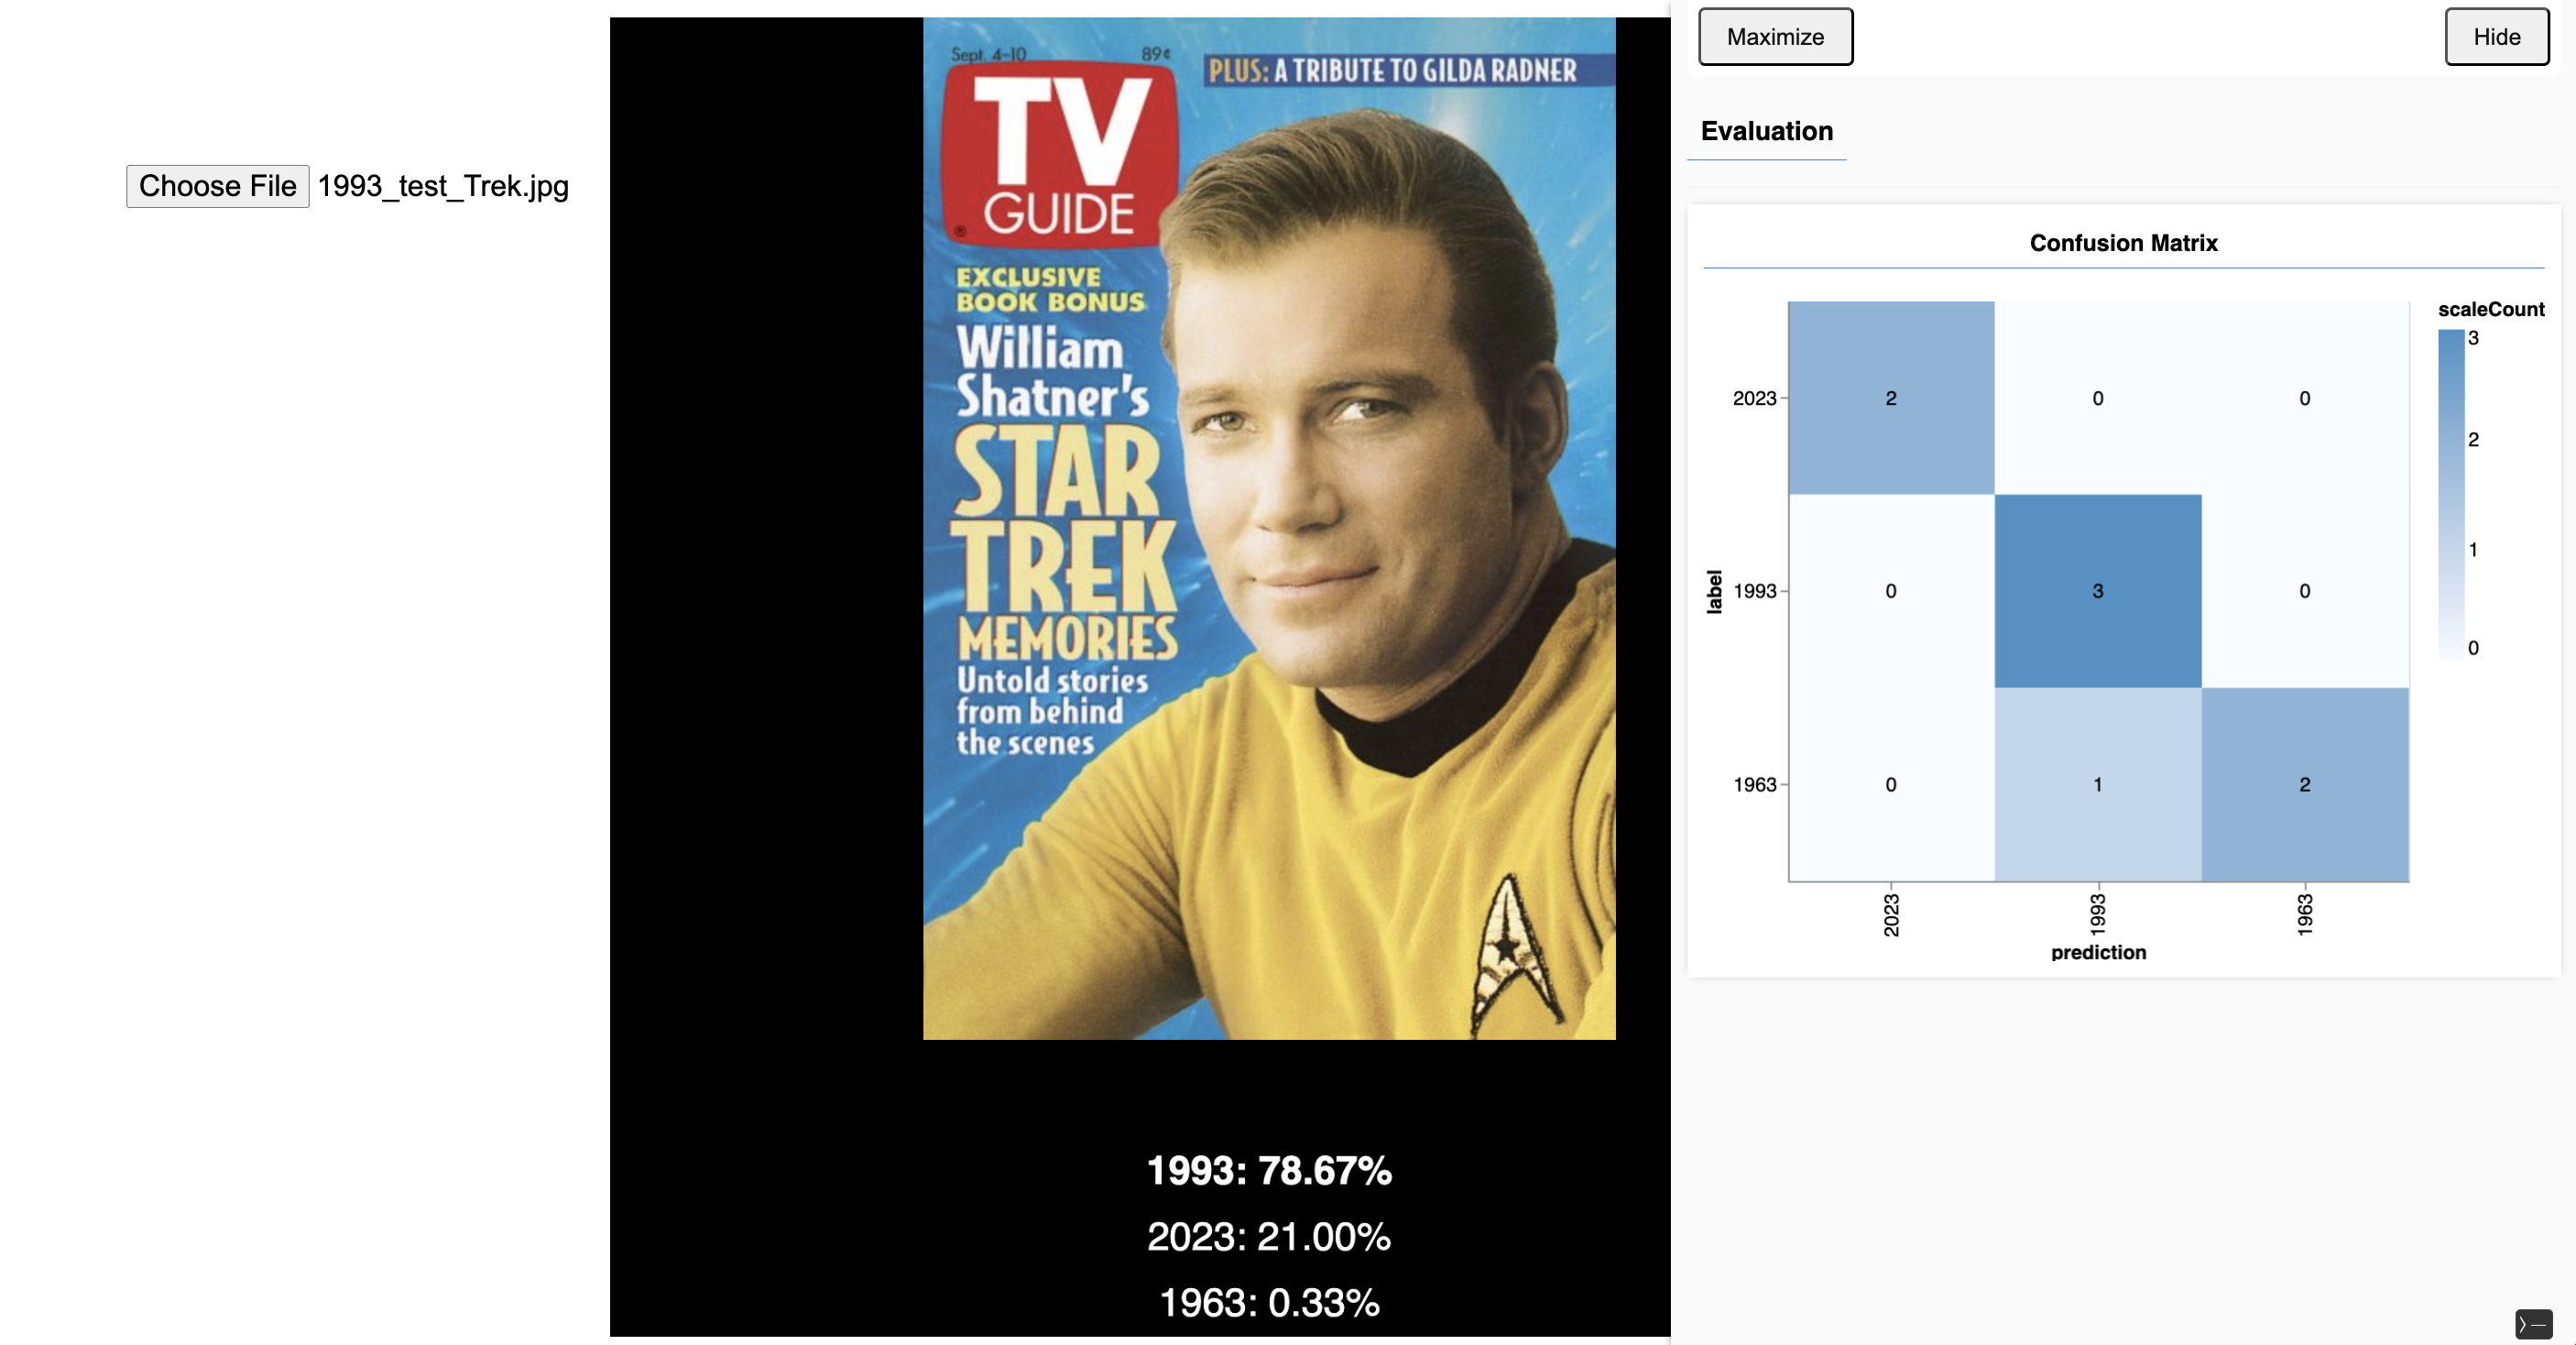 Choose File 1993_test_Trek.jpg
Sept. 4–10 89¢
TV
GUIDE
®
PLUS: A TRIBUTE TO GILDA RADNER
EXCLUSIVE
BOOK BONUS
William
Shatner's
STAR
TREK
MEMORIES
Untold stories
from behind
the scenes
1993: 78.67%
2023: 21.00%
1963: 0.33%
Maximize Hide
Evaluation
Confusion Matrix
label
2023 2 0 0
1993 0 3 0
1963 0 1 2
2023 1993 1963
prediction
scaleCount
3
2
1
0